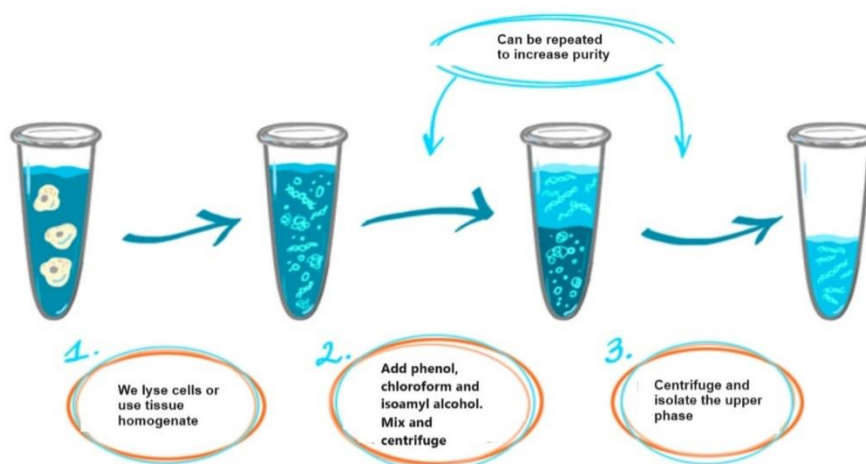 Can be repeated
to increase purity
1.
We lyse cells or
use tissue
homogenate
2.
Add phenol,
chloroform and
isoamyl alcohol.
Mix and
centrifuge
3.
Centrifuge and
isolate the upper
phase